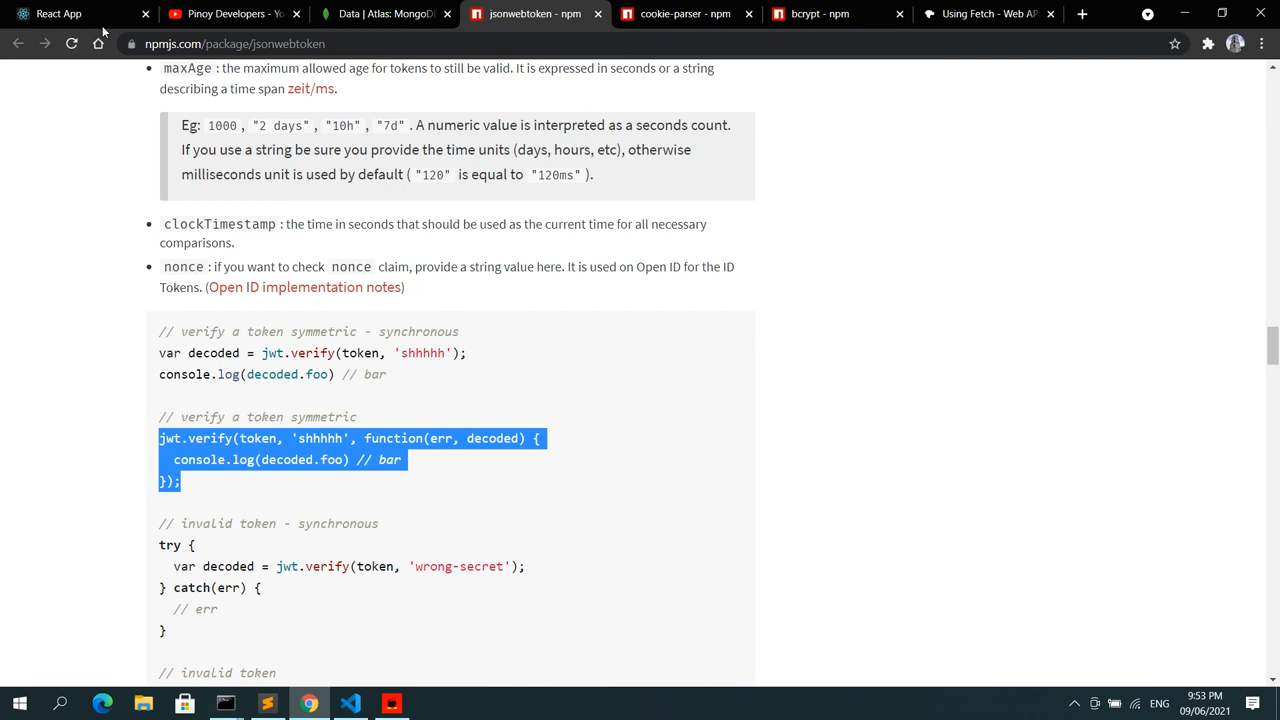 React App
Pinoy Developers - Yo
Data | Atlas: MongoD
jsonwebtoken - npm
cookie-parser - npm
bcrypt - npm
Using Fetch - Web AP
npmjs.com/package/jsonwebtoken
maxAge : the maximum allowed age for tokens to still be valid. It is expressed in seconds or a string
describing a time span zeit/ms.
Eg: 1000 , "2 days" , "10h" , "7d" . A numeric value is interpreted as a seconds count.
If you use a string be sure you provide the time units (days, hours, etc), otherwise
milliseconds unit is used by default ( "120" is equal to "120ms" ).
clockTimestamp : the time in seconds that should be used as the current time for all necessary
comparisons.
nonce : if you want to check nonce claim, provide a string value here. It is used on Open ID for the ID
Tokens. (Open ID implementation notes)
// verify a token symmetric - synchronous
var decoded = jwt.verify(token, 'shhhhh');
console.log(decoded.foo) // bar
// verify a token symmetric
jwt.verify(token, 'shhhhh', function(err, decoded) {
console.log(decoded.foo) // bar
});
// invalid token - synchronous
try {
var decoded = jwt.verify(token, 'wrong-secret');
} catch(err) {
// err
}
// invalid token
ENG
9:53 PM
09/06/2021